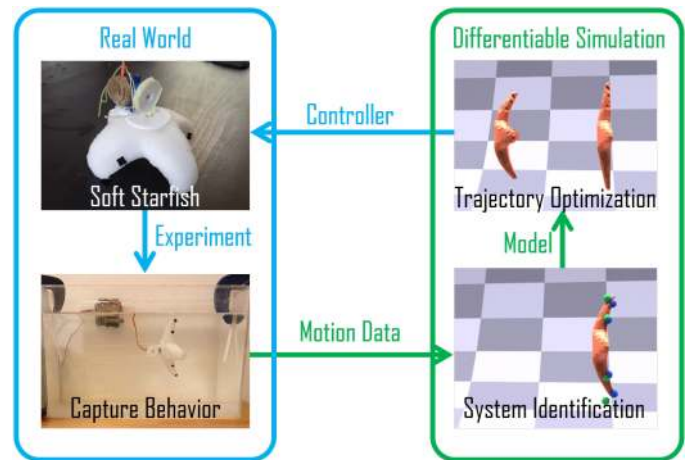 Real World
Differentiable Simulation
Controller
Soft Starfish
Trajectory Optimization
Experiment
Model
Motion Data
Capture Behavior
System Identification